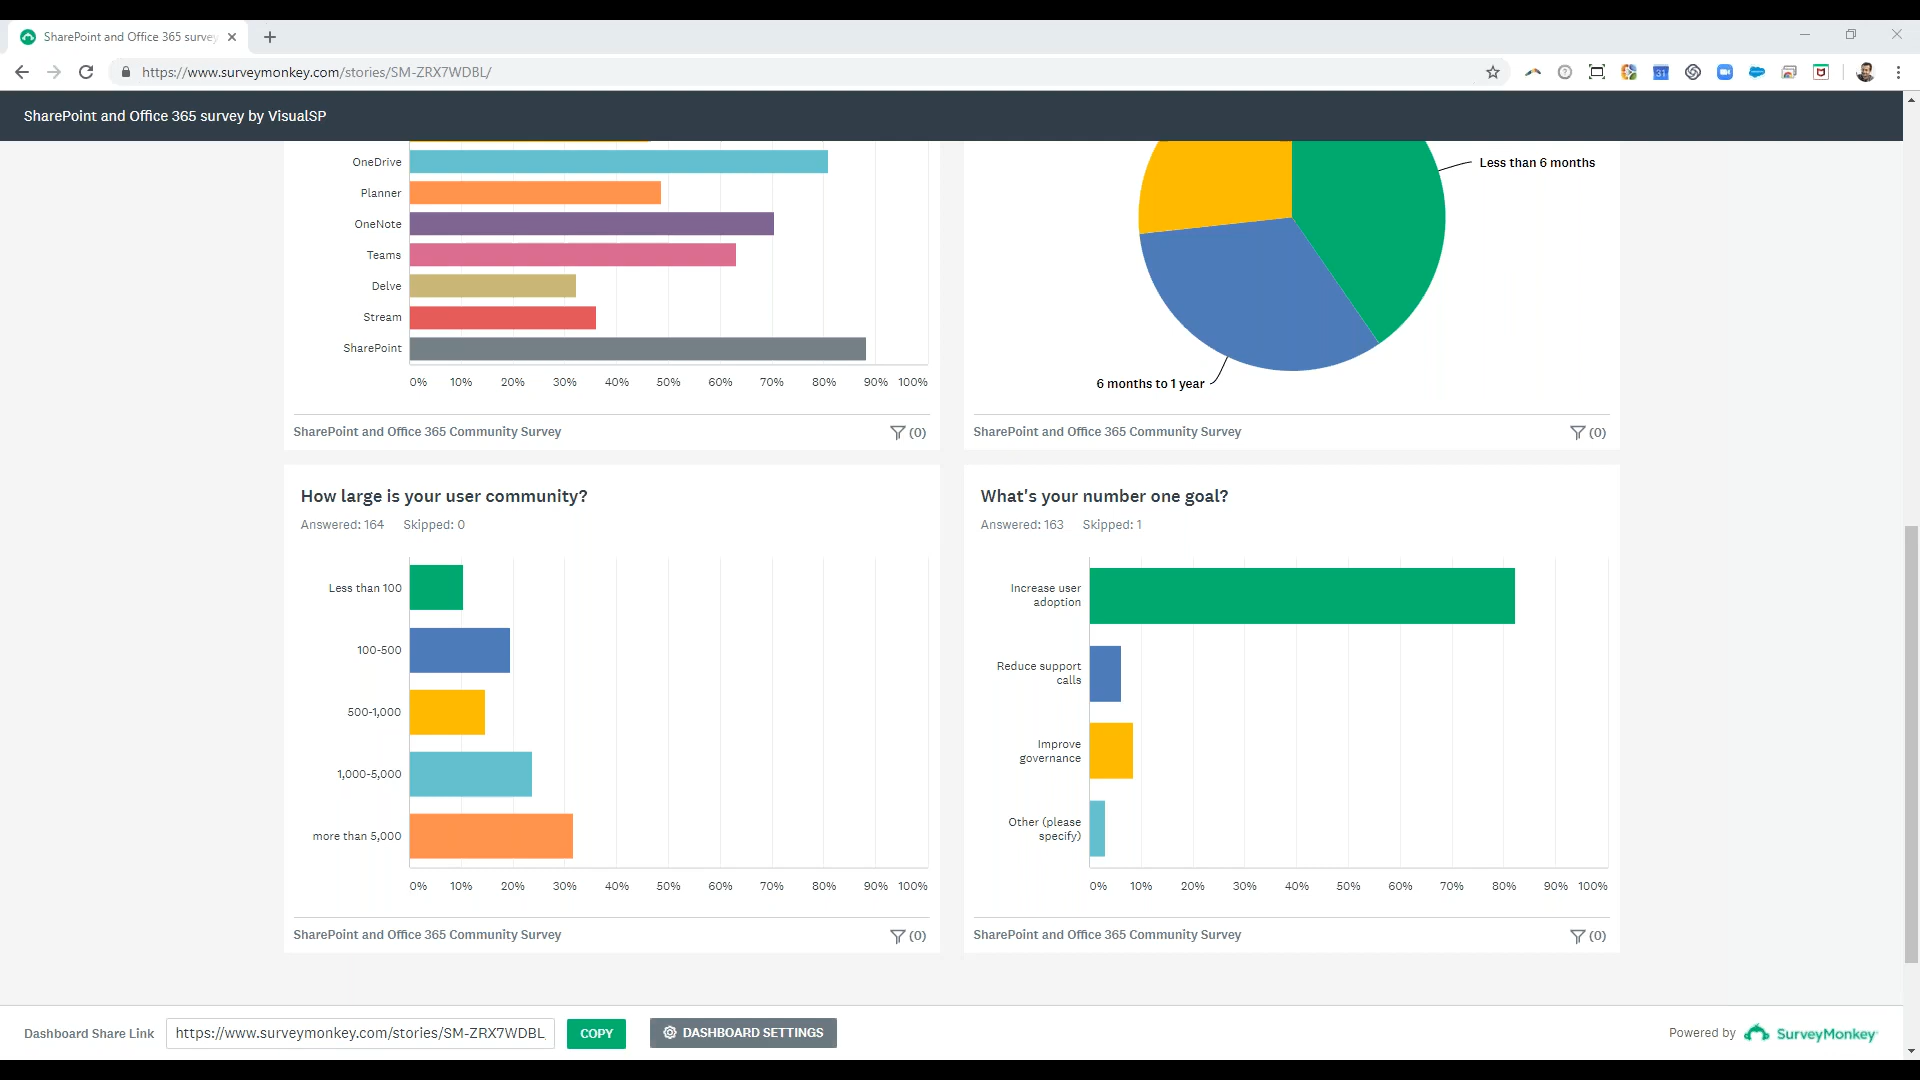 SharePoint and Office 365 survey
https://www.surveymonkey.com/stories/SM-ZRX7WDBL/
31
SharePoint and Office 365 survey by VisualSP
OneDrive
Planner
OneNote
Teams
Delve
Stream
SharePoint
0% 10% 20% 30% 40% 50% 60% 70% 80% 90% 100%
SharePoint and Office 365 Community Survey
(0)
Less than 6 months
6 months to 1 year
SharePoint and Office 365 Community Survey
(0)
How large is your user community?
Answered: 164 Skipped: 0
Less than 100
100-500
500-1,000
1,000-5,000
more than 5,000
0% 10% 20% 30% 40% 50% 60% 70% 80% 90% 100%
SharePoint and Office 365 Community Survey
(0)
What's your number one goal?
Answered: 163 Skipped: 1
Increase user
adoption
Reduce support
calls
Improve
governance
Other (please
specify)
0% 10% 20% 30% 40% 50% 60% 70% 80% 90% 100%
SharePoint and Office 365 Community Survey
(0)
Dashboard Share Link https://www.surveymonkey.com/stories/SM-ZRX7WDBL COPY DASHBOARD SETTINGS
Powered by SurveyMonkey